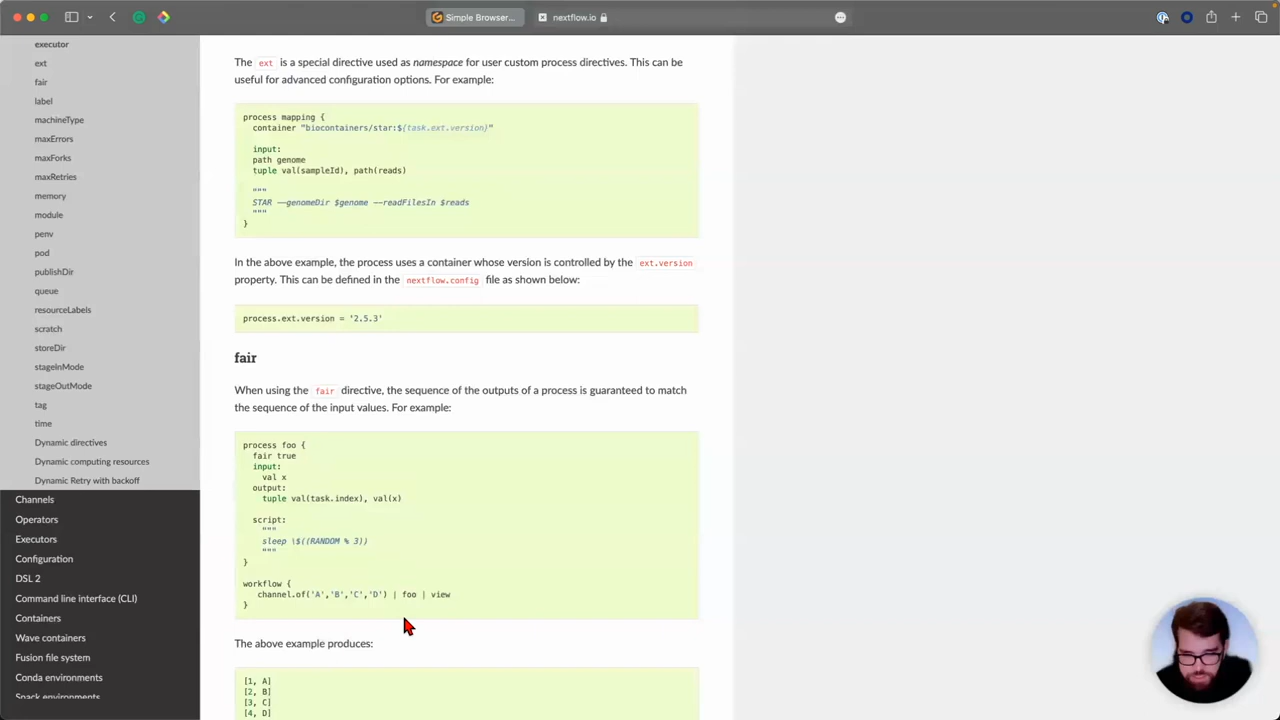 Simple Browser...
nextflow.io
executor
ext
fair
label
machineType
maxErrors
maxForks
maxRetries
memory
module
penv
pod
publishDir
queue
resourceLabels
scratch
storeDir
stageInMode
stageOutMode
tag
time
Dynamic directives
Dynamic computing resources
Dynamic Retry with backoff
Channels
Operators
Executors
Configuration
DSL 2
Command line interface (CLI)
Containers
Wave containers
Fusion file system
Conda environments
Spack environments
The ext is a special directive used as namespace for user custom process directives. This can be
useful for advanced configuration options. For example:
process mapping {
container "biocontainers/star:${task.ext.version}"
input:
path genome
tuple val(sampleId), path(reads)
"""
STAR --genomeDir $genome --readFilesIn $reads
"""
}
In the above example, the process uses a container whose version is controlled by the ext.version
property. This can be defined in the nextflow.config file as shown below:
process.ext.version = '2.5.3'
fair
When using the fair directive, the sequence of the outputs of a process is guaranteed to match
the sequence of the input values. For example:
process foo {
fair true
input:
val x
output:
tuple val(task.index), val(x)
script:
"""
sleep \$((RANDOM % 3))
"""
}
workflow {
channel.of('A','B','C','D') | foo | view
}
The above example produces:
[1, A]
[2, B]
[3, C]
[4, D]